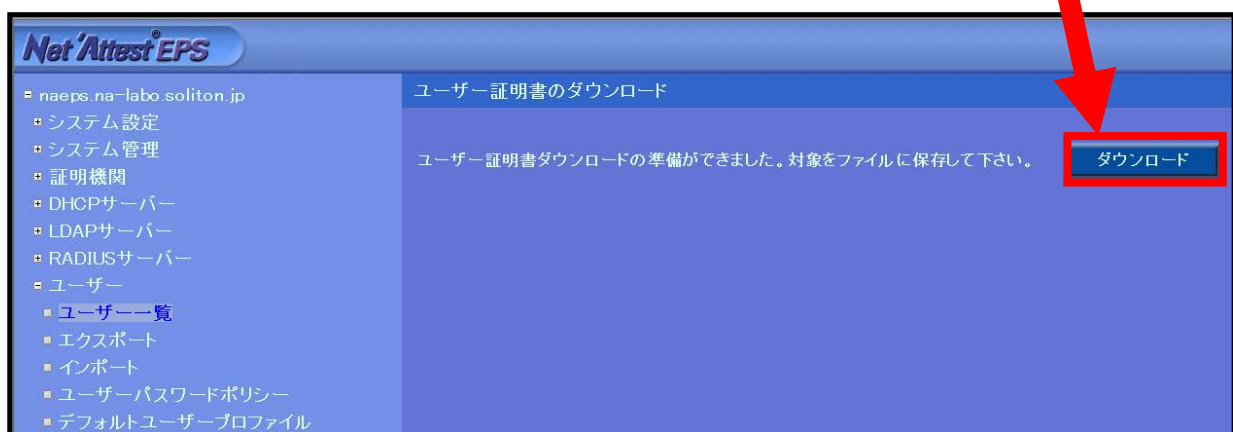 Net'Attest® EPS
naeps.na-labo.soliton.jp
システム設定
システム管理
証明機関
DHCPサーバー
LDAPサーバー
RADIUSサーバー
ユーザー
ユーザー一覧
エクスポート
インポート
ユーザーパスワードポリシー
デフォルトユーザープロファイル
ユーザー証明書のダウンロード
ユーザー証明書ダウンロードの準備ができました。対象をファイルに保存して下さい。
ダウンロード